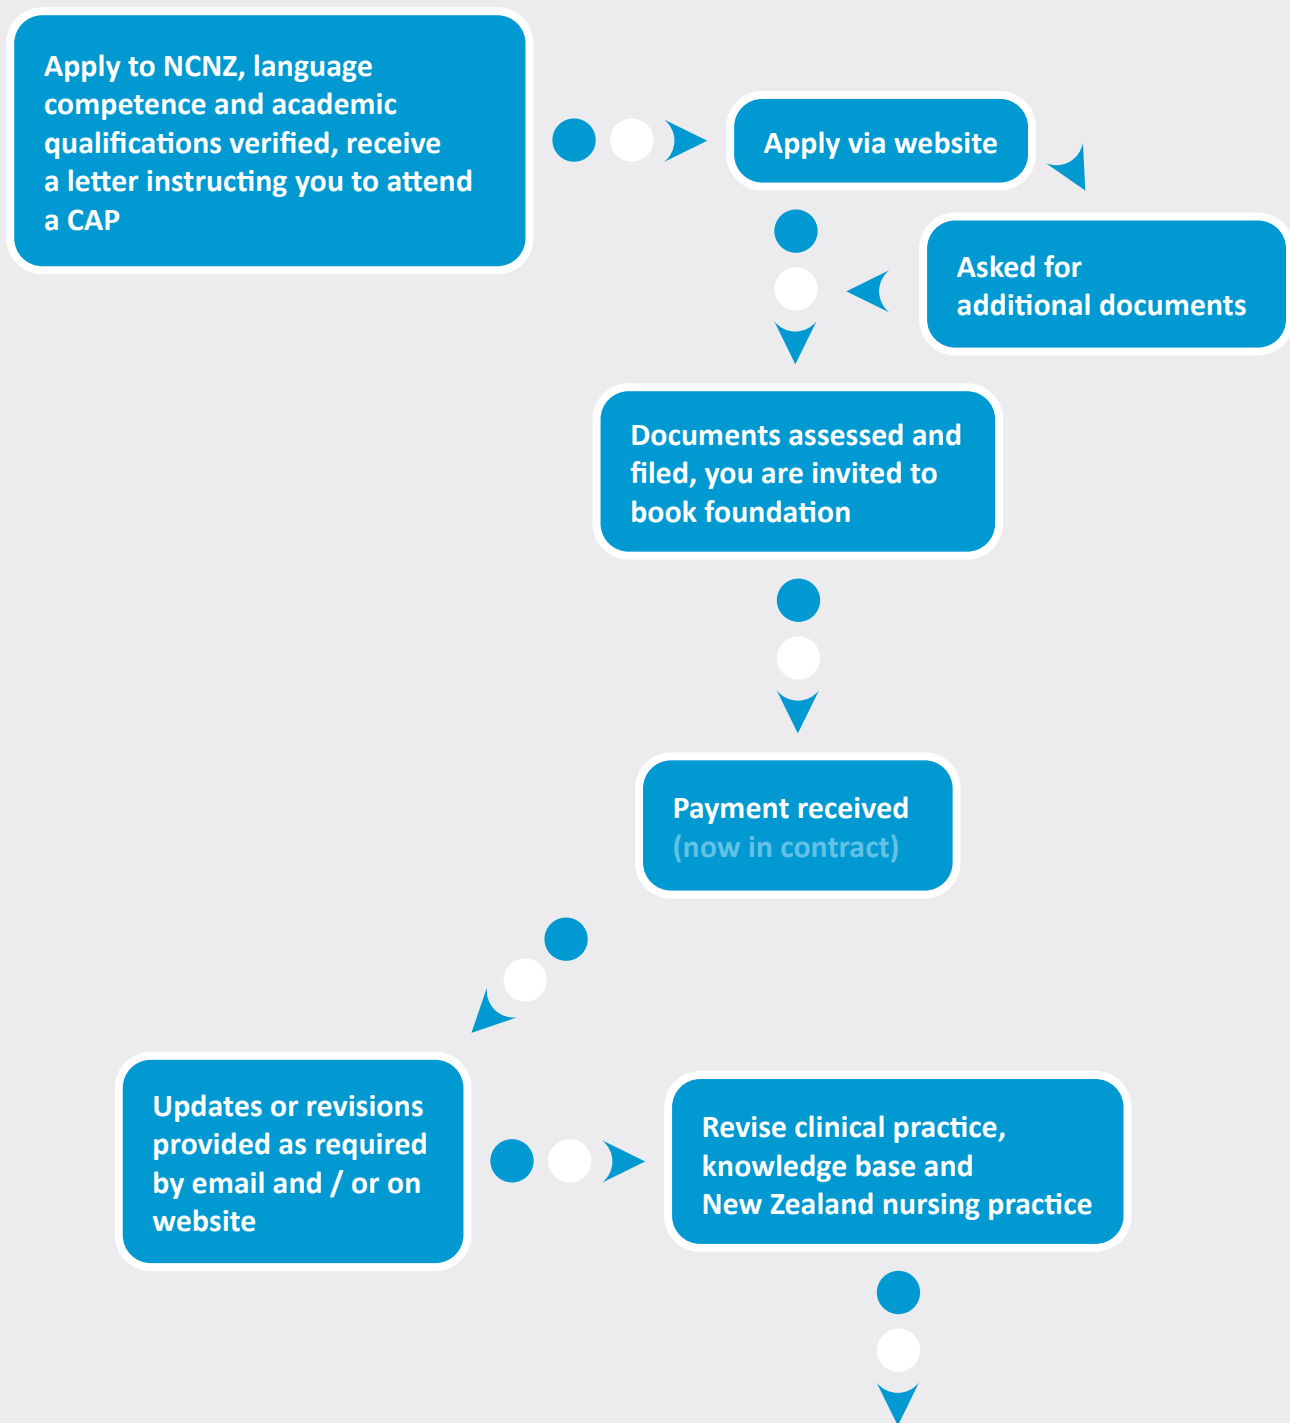 Apply to NCNZ, language
competence and academic
qualifications verified, receive
a letter instructing you to attend
a CAP
Apply via website
Asked for
additional documents
Documents assessed and
filed, you are invited to
book foundation
Payment received
(now in contract)
Updates or revisions
provided as required
by email and / or on
website
Revise clinical practice,
knowledge base and
New Zealand nursing practice